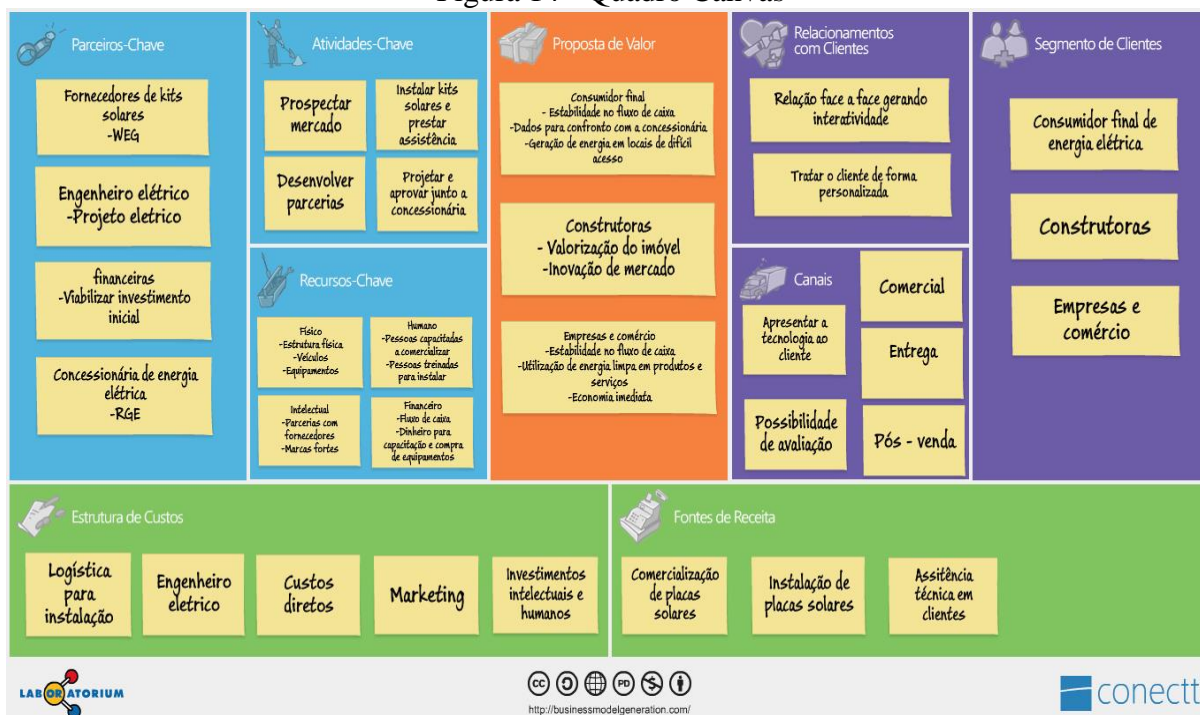 Figura 14 - Quadro Canvas
Parceiros-Chave
Fornecedores de kits
solares
-WEG
Engenheiro elétrico
-Projeto eletrico
financeiras
-Viabilizar investimento
inicial
Concessionária de energia
elétrica
-RGE
Atividades-Chave
Prospectar
mercado
Instalar kits
solares e
prestar
assistência
Desenvolver
parcerias
Projetar e
aprovar junto a
concessionária
Recursos-Chave
Físico
-Estrutura física
-Veículos
-Equipamentos
Humano
-Pessoas capacitadas
a comercializar
-Pessoas treinadas
para instalar
Intelectual
-Parcerias com
fornecedores
-Marcas fortes
Financeiro
-Fluxo de caixa
-Dinheiro para
capacitação e compra
de equipamentos
Proposta de Valor
Consumidor final
- Estabilidade no fluxo de caixa
-Dados para confronto com a concessionária
-Geração de energia em locais de difícil
acesso
Construtoras
- Valorização do imóvel
-Inovação de mercado
Empresas e comércio
-Estabilidade no fluxo de caixa
-Utilização de energia limpa em produtos e
serviços
-Economia imediata
Relacionamentos
com Clientes
Relação face a face gerando
interatividade
Tratar o cliente de forma
personalizada
Canais
Apresentar a
tecnologia ao
cliente
Possibilidade
de avaliação
Comercial
Entrega
Pós - venda
Segmento de Clientes
Consumidor final de
energia elétrica
Construtoras
Empresas e
comércio
Estrutura de Custos
Logística
para
instalação
Engenheiro
eletrico
Custos
diretos
Marketing
Investimentos
intelectuais e
humanos
Fontes de Receita
Comercialização
de placas
solares
Instalação de
placas solares
Assitência
técnica em
clientes
LABORATORIUM
CC
PD
http://businessmodelgeneration.com/
conectt